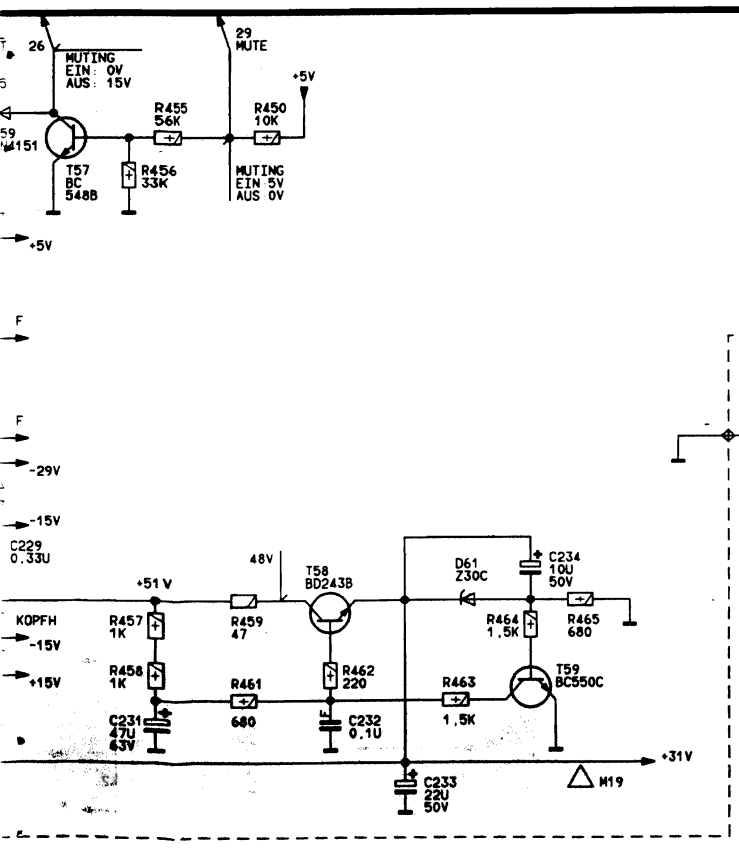 26
MUTING
EIN: 0V
AUS: 15V
29
MUTE
+5V
R455
56K
R450
10K
59
4151
T57
BC
548B
R456
33K
MUTING
EIN 5V
AUS 0V
+5V
F
F
-29V
-15V
C229
0.33U
+51V
48V
T58
BD243B
D61
Z30C
C234
10U
50V
KOPFH
-15V
+15V
R457
1K
R459
47
R464
1,5K
R465
680
R458
1K
R461
680
R462
220
R463
1,5K
T59
BC550C
C231
47U
63V
C232
0,1U
+31V
C233
22U
50V
M19